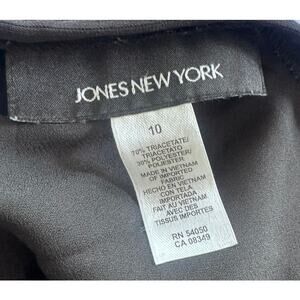 JONES NEW YORK
10
70% TRIACETATE/
TRIACETATO
30% POLYESTER/
POLIESTER
MADE IN VIETNAM
OF IMPORTED
FABRIC
HECHO EN VIETNAM
CON TELA
IMPORTADA
FAIT AU VIETNAM
AVEC DES
TISSUS IMPORTES
RN 54050
CA 08349